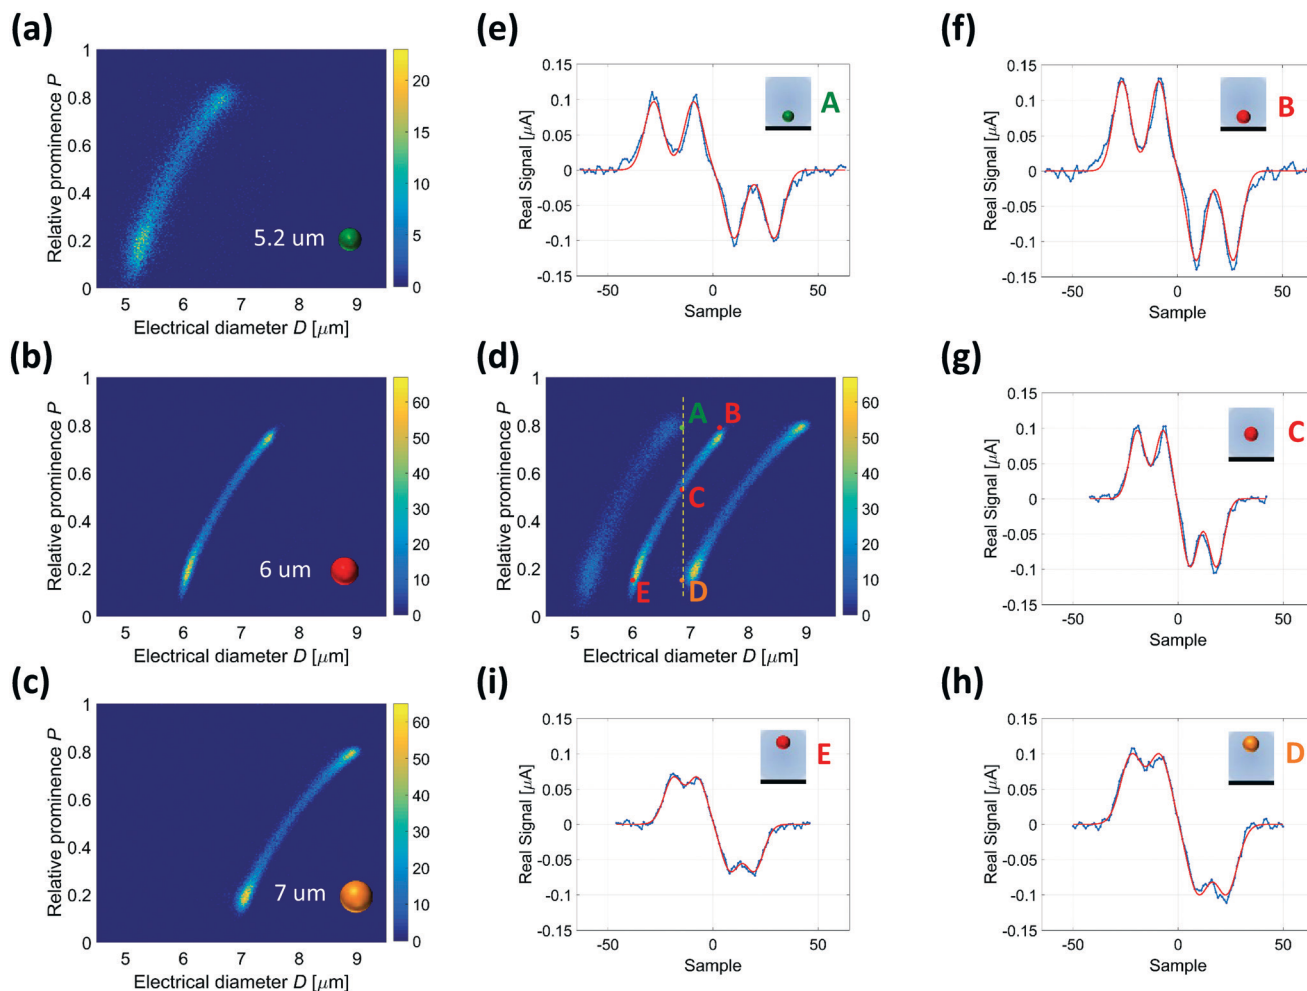 (a)
Relative prominence P
1
0.8
0.6
0.4
0.2
0
5 6 7 8 9
Electrical diameter D [μm]
5.2 um
20
15
10
5
0
(e)
Real Signal [μA]
0.15
0.1
0.05
0
-0.05
-0.1
-0.15
-50 0 50
Sample
A
(f)
Real Signal [μA]
0.15
0.1
0.05
0
-0.05
-0.1
-0.15
-50 0 50
Sample
B
(b)
Relative prominence P
1
0.8
0.6
0.4
0.2
0
5 6 7 8 9
Electrical diameter D [μm]
6 um
60
50
40
30
20
10
0
(d)
Relative prominence P
1
0.8
0.6
0.4
0.2
0
5 6 7 8 9
Electrical diameter D [μm]
A B
C
E D
60
50
40
30
20
10
0
(g)
Real Signal [μA]
0.15
0.1
0.05
0
-0.05
-0.1
-0.15
-50 0 50
Sample
C
(c)
Relative prominence P
1
0.8
0.6
0.4
0.2
0
5 6 7 8 9
Electrical diameter D [μm]
7 um
60
50
40
30
20
10
0
(i)
Real Signal [μA]
0.15
0.1
0.05
0
-0.05
-0.1
-0.15
-50 0 50
Sample
E
(h)
Real Signal [μA]
0.15
0.1
0.05
0
-0.05
-0.1
-0.15
-50 0 50
Sample
D